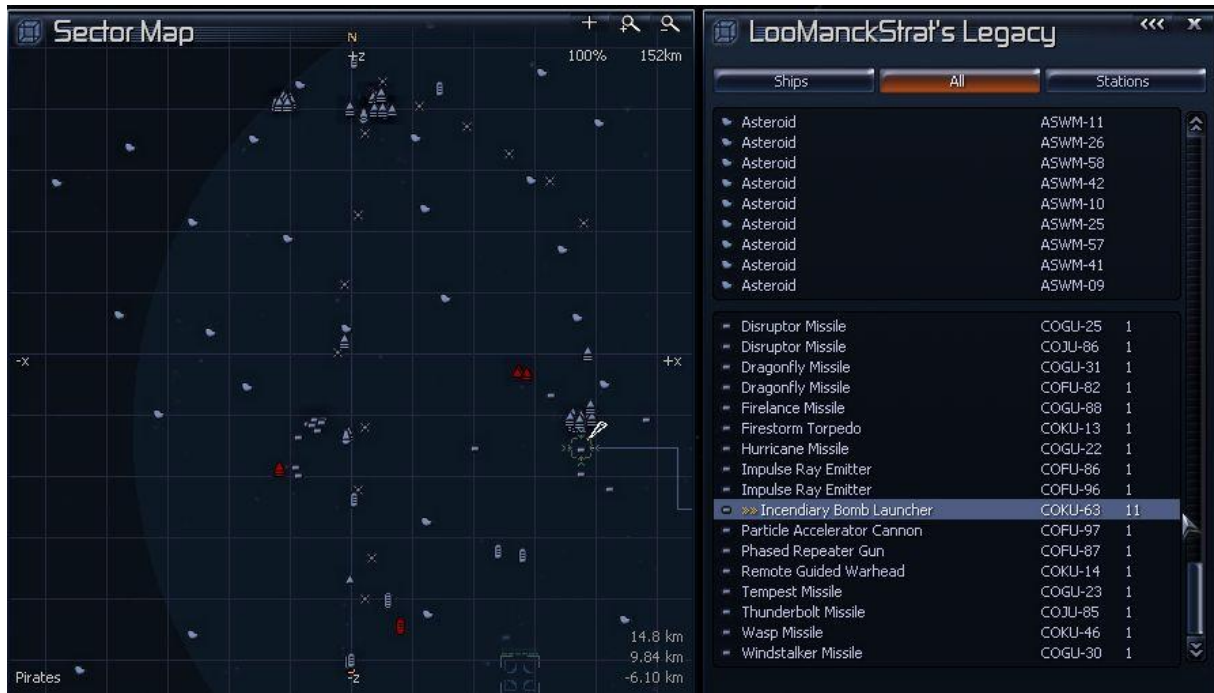 Sector Map
N
+z
100% 152km
-x
+x
14.8 km
9.84 km
-6.10 km
Pirates
-z
LooManckStrat's Legacy
<<< x
Ships All Stations
Asteroid ASWM-11
Asteroid ASWM-26
Asteroid ASWM-58
Asteroid ASWM-42
Asteroid ASWM-10
Asteroid ASWM-25
Asteroid ASWM-57
Asteroid ASWM-41
Asteroid ASWM-09
Disruptor Missile COGU-25 1
Disruptor Missile COJU-86 1
Dragonfly Missile COGU-31 1
Dragonfly Missile COFU-82 1
Firelance Missile COGU-88 1
Firestorm Torpedo COKU-13 1
Hurricane Missile COGU-22 1
Impulse Ray Emitter COFU-86 1
Impulse Ray Emitter COFU-96 1
»» Incendiary Bomb Launcher COKU-63 11
Particle Accelerator Cannon COFU-97 1
Phased Repeater Gun COFU-87 1
Remote Guided Warhead COKU-14 1
Tempest Missile COGU-23 1
Thunderbolt Missile COJU-85 1
Wasp Missile COKU-46 1
Windstalker Missile COGU-30 1